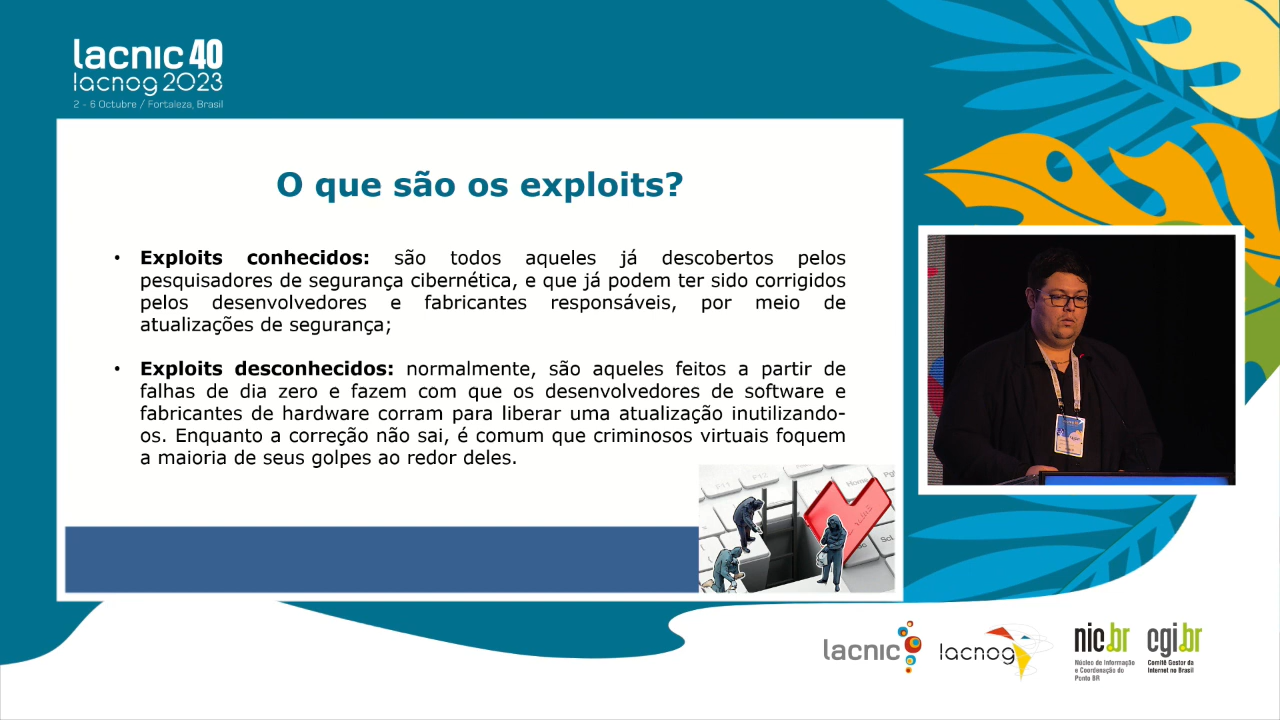 lacnic 40
lacnog 2023
2 - 6 Octubre / Fortaleza, Brasil
O que são os exploits?
• Exploits conhecidos: são todos aqueles já descobertos pelos
pesquisadores de segurança cibernética, e que já podem ter sido corrigidos
pelos desenvolvedores e fabricantes responsáveis, por meio de
atualizações de segurança;
• Exploits desconhecidos: normalmente, são aqueles feitos a partir de
falhas de dia zero e fazem com que os desenvolvedores de software e
fabricantes de hardware corram para liberar uma atualização inutilizando-
os. Enquanto a correção não sai, é comum que criminosos virtuais foquem
a maioria de seus golpes ao redor deles.
Home
lacnic
lacnog
nic.br
Núcleo de Informação
e Coordenação do
Ponto BR
cgi.br
Comitê Gestor da
Internet no Brasil